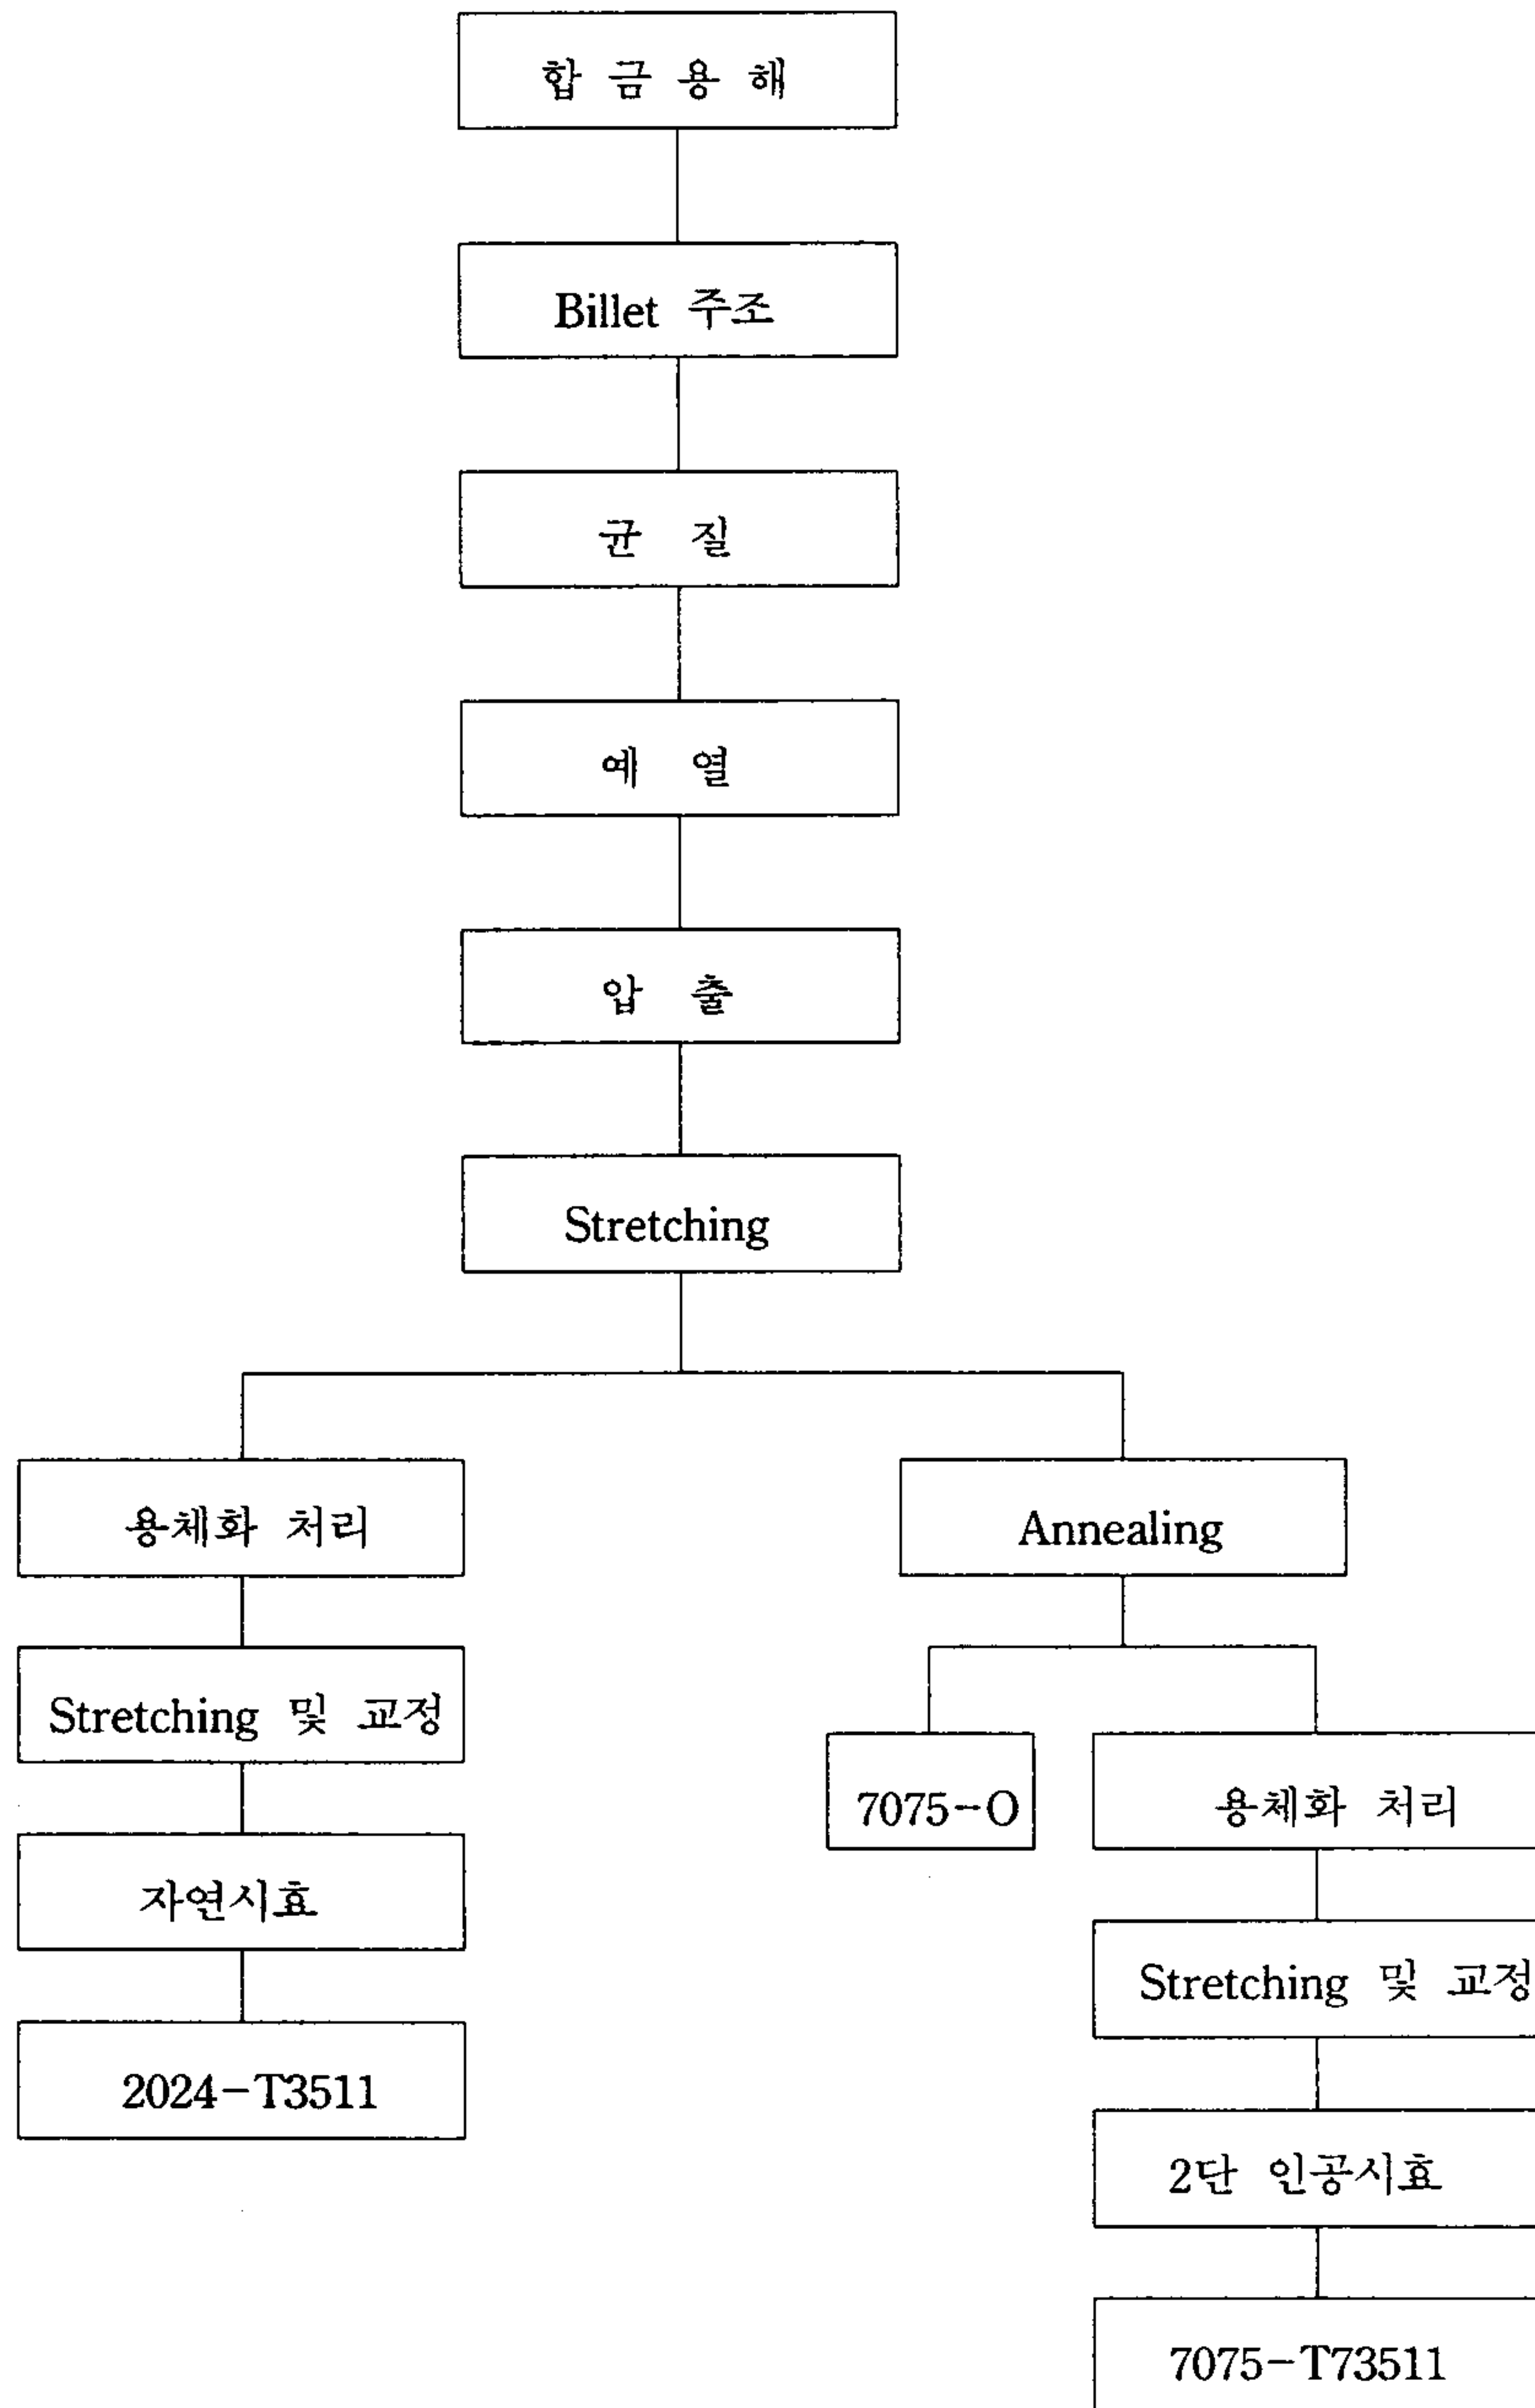 합 금 용 해
Billet 주조
균 질
예 열
압 출
Stretching
용체화 처리
Stretching 및 교정
자연시효
2024-T3511
Annealing
7075-O
용체화 처리
Stretching 및 교정
2단 인공시효
7075-T73511